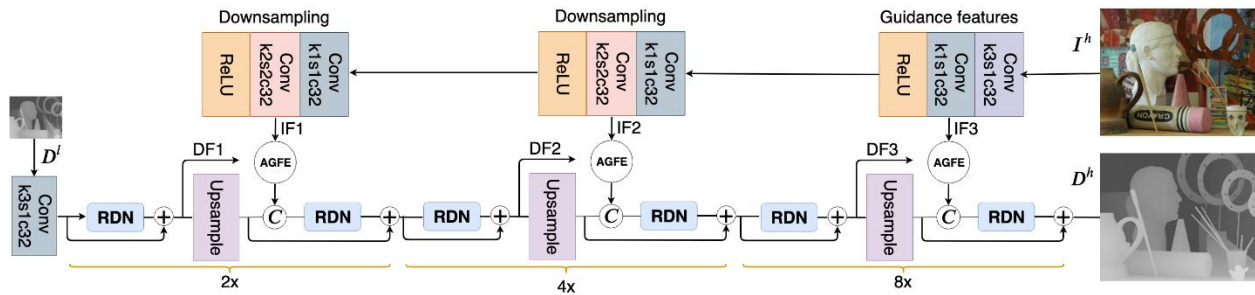 Downsampling
Downsampling
Guidance features
ReLU
Conv
k2s2c32
Conv
k1s1c32
ReLU
Conv
k2s2c32
Conv
k1s1c32
ReLU
Conv
k1s1c32
Conv
k3s1c32
I^h
CRAYON
IF1
IF2
IF3
D^l
DF1
AGFE
DF2
AGFE
DF3
AGFE
D^h
Conv
k3s1c32
RDN
+
Upsample
C
RDN
+
RDN
+
Upsample
C
RDN
+
RDN
+
Upsample
C
RDN
+
2x
4x
8x